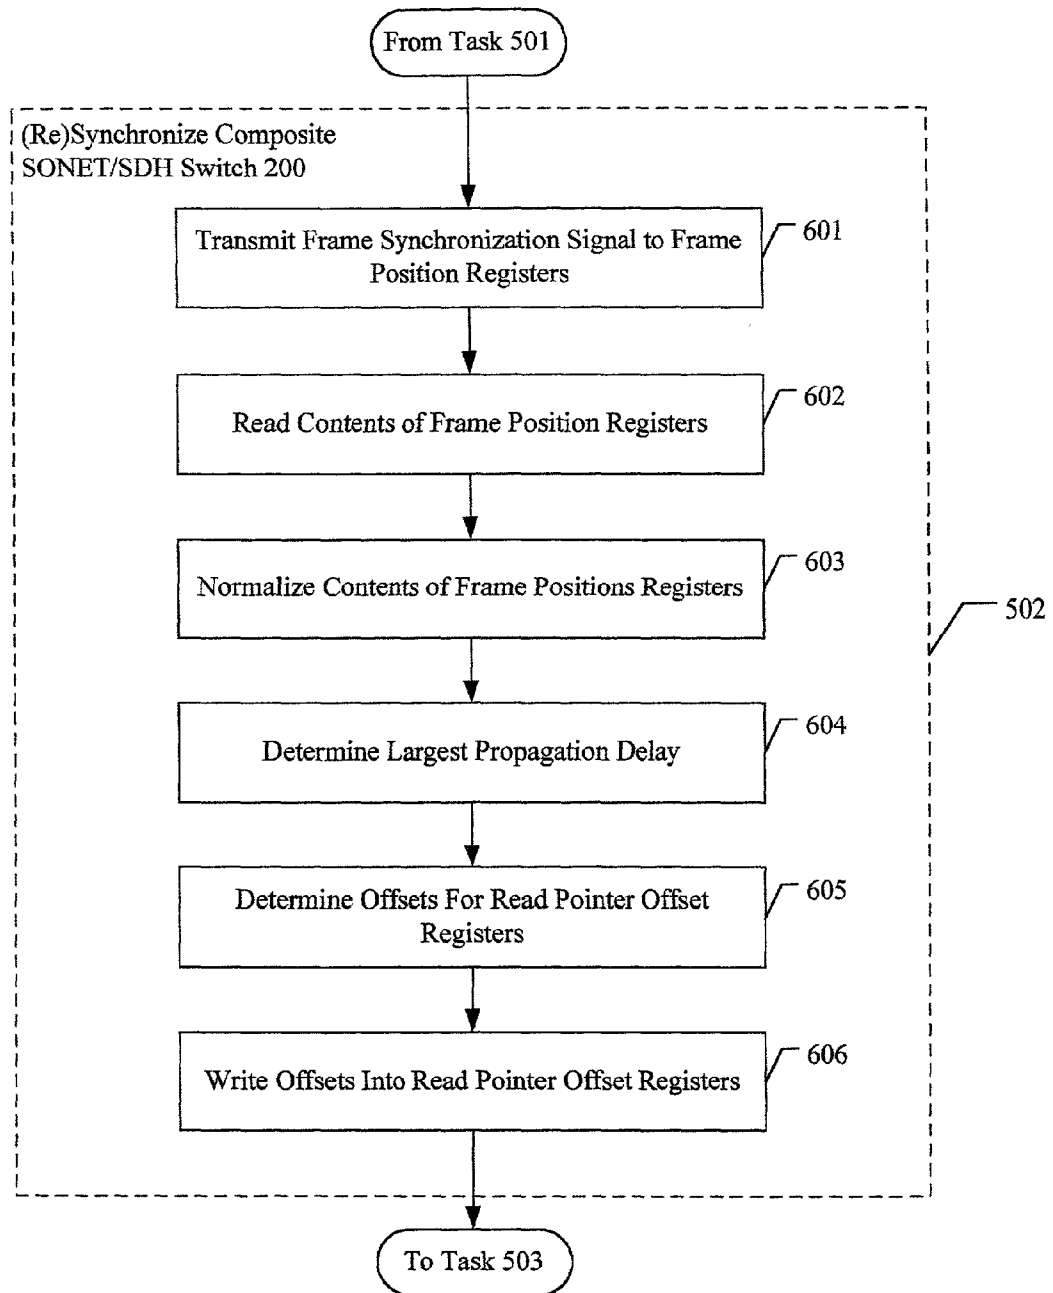 From Task 501
(Re)Synchronize Composite
SONET/SDH Switch 200
Transmit Frame Synchronization Signal to Frame
Position Registers
601
Read Contents of Frame Position Registers
602
Normalize Contents of Frame Positions Registers
603
502
Determine Largest Propagation Delay
604
Determine Offsets For Read Pointer Offset
Registers
605
Write Offsets Into Read Pointer Offset Registers
606
To Task 503